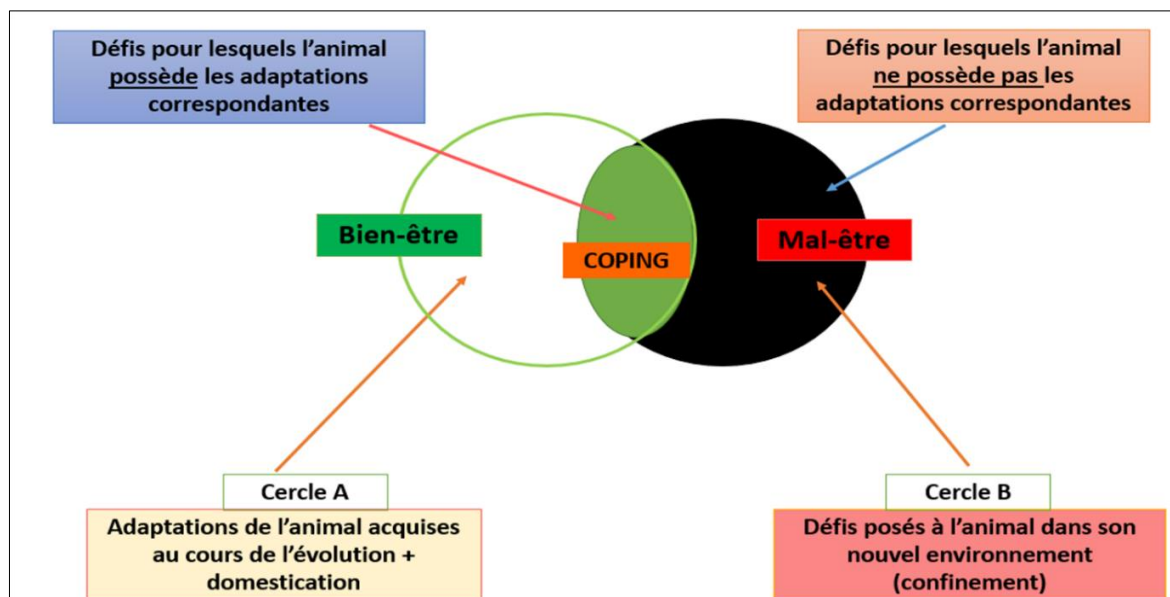 Défis pour lesquels l’animal
possède les adaptations
correspondantes
Défis pour lesquels l’animal
ne possède pas les
adaptations correspondantes
Bien-être
COPING
Mal-être
Cercle A
Adaptations de l’animal acquises
au cours de l’évolution +
domestication
Cercle B
Défis posés à l’animal dans son
nouvel environnement
(confinement)